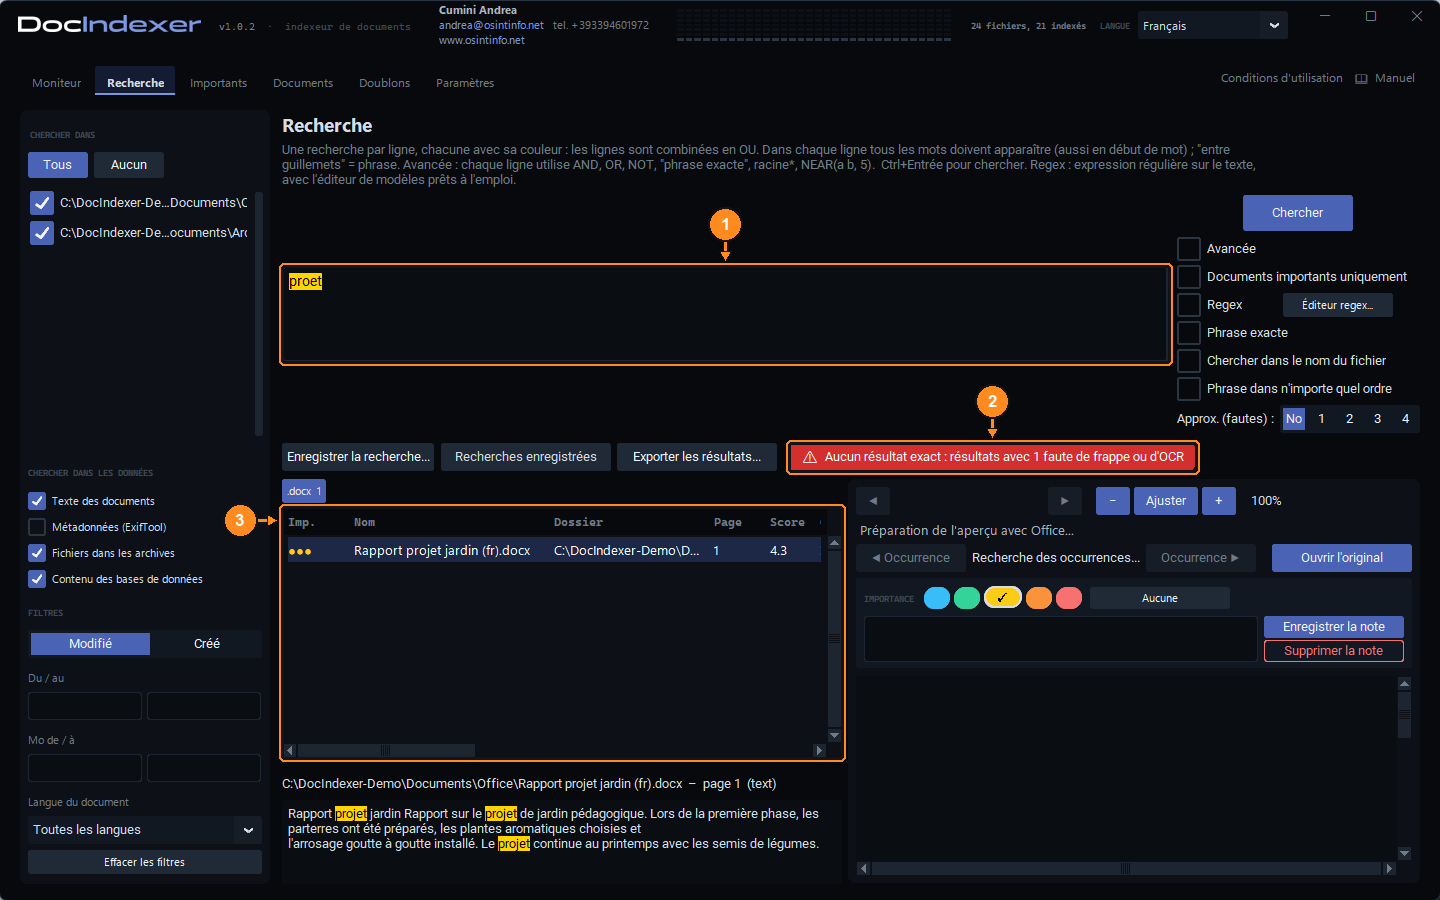 DocIndexer v1.0.2 · indexeur de documents
Cumini Andrea
andrea@osintinfo.net tel. +393394601972
www.osintinfo.net
24 fichiers, 21 indexés LANGUE Français
Moniteur Recherche Importants Documents Doublons Paramètres
Conditions d'utilisation Manuel
CHERCHER DANS
Tous Aucun
C:\DocIndexer-De...Documents\C
C:\DocIndexer-De...ocuments\Arc
CHERCHER DANS LES DONNÉES
Texte des documents
Métadonnées (ExifTool)
Fichiers dans les archives
Contenu des bases de données
FILTRES
Modifié Créé
Du / au
Mo de / à
Langue du document
Toutes les langues
Effacer les filtres
Recherche
Une recherche par ligne, chacune avec sa couleur : les lignes sont combinées en OU. Dans chaque ligne tous les mots doivent apparaître (aussi en début de mot) ; "entre
guillemets" = phrase. Avancée : chaque ligne utilise AND, OR, NOT, "phrase exacte", racine*, NEAR(a b, 5). Ctrl+Entrée pour chercher. Regex : expression régulière sur le texte,
avec l'éditeur de modèles prêts à l'emploi.
1
proet
Chercher
Avancée
Documents importants uniquement
Regex Éditeur regex...
Phrase exacte
Chercher dans le nom du fichier
Phrase dans n'importe quel ordre
Approx. (fautes) : No 1 2 3 4
2
Enregistrer la recherche... Recherches enregistrées Exporter les résultats... ⚠ Aucun résultat exact : résultats avec 1 faute de frappe ou d'OCR
.docx 1
3
Imp. Nom Dossier Page Score
●●● Rapport projet jardin (fr).docx C:\DocIndexer-Demo\D... 1 4.3
C:\DocIndexer-Demo\Documents\Office\Rapport projet jardin (fr).docx – page 1 (text)
Rapport projet jardin Rapport sur le projet de jardin pédagogique. Lors de la première phase, les
parterres ont été préparés, les plantes aromatiques choisies et
l'arrosage goutte à goutte installé. Le projet continue au printemps avec les semis de légumes.
◀ ▶ − Ajuster + 100%
Préparation de l'aperçu avec Office...
◀ Occurrence Recherche des occurrences... Occurrence ▶ Ouvrir l'original
IMPORTANCE ✓ Aucune
Enregistrer la note
Supprimer la note